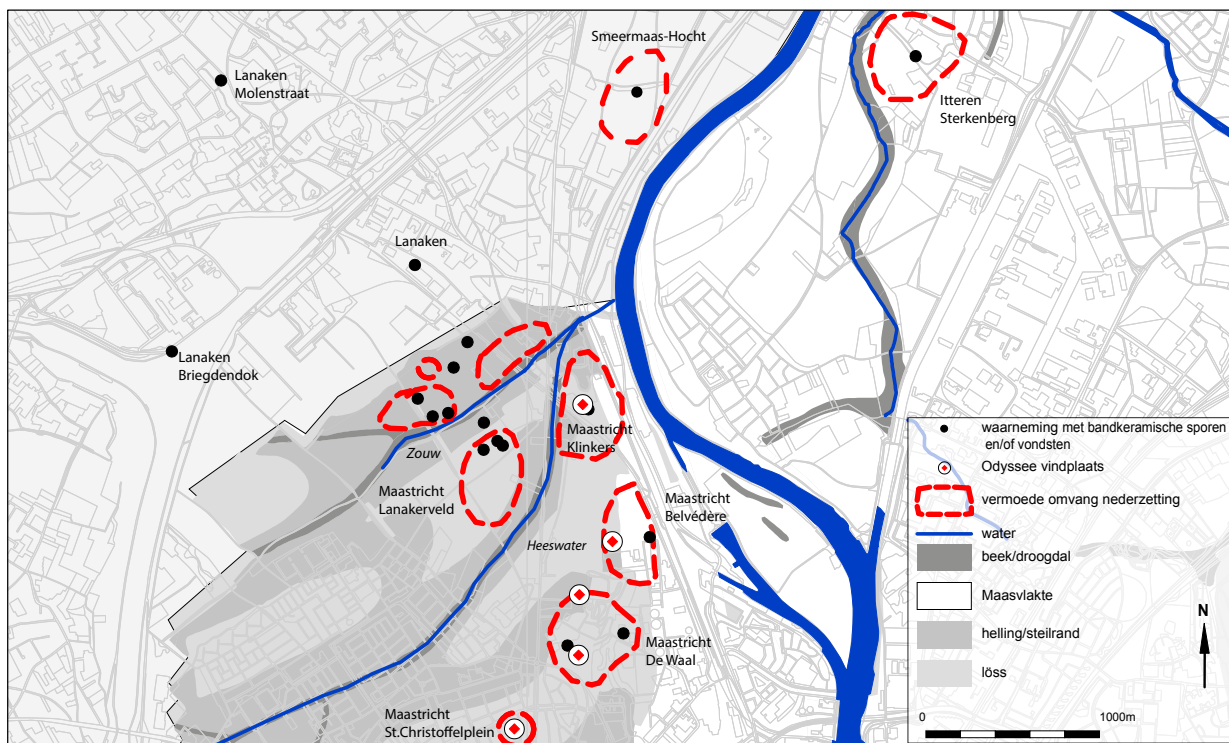 Smeermaas-Hocht
Lanaken
Molenstraat
Itteren
Sterkenberg
Lanaken
Lanaken
Briegdendok
Zouw
Maastricht
Klinkers
Maastricht
Lanakerveld
Maastricht
Belvédère
Heeswater
Maastricht
De Waal
Maastricht
St.Christoffelplein
waarneming met bandkeramische sporen
en/of vondsten
Odyssee vindplaats
vermoede omvang nederzetting
water
beek/droogdal
Maasvlakte
helling/steilrand
löss
N
0 1000m